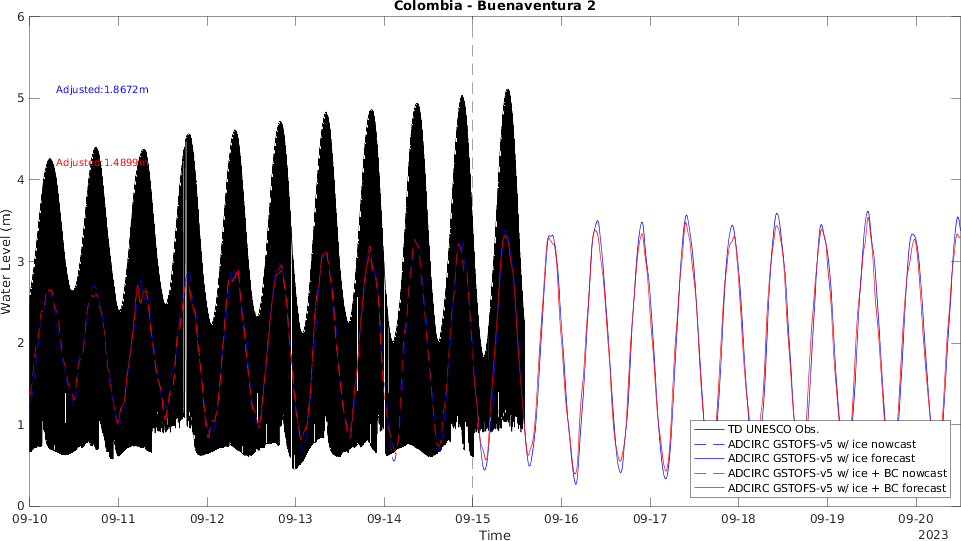 Colombia - Buenaventura 2
6
5
4
3
2
1
0
Water Level (m)
Adjusted:1.8672m
Adjusted:1.4899m
TD UNESCO Obs.
ADCIRC GSTOFS-v5 w/ ice nowcast
ADCIRC GSTOFS-v5 w/ ice forecast
ADCIRC GSTOFS-v5 w/ ice + BC nowcast
ADCIRC GSTOFS-v5 w/ ice + BC forecast
09-10 09-11 09-12 09-13 09-14 09-15 09-16 09-17 09-18 09-19 09-20
Time
2023